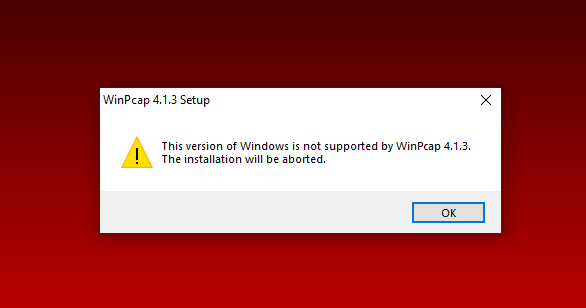 WinPcap 4.1.3 Setup
This version of Windows is not supported by WinPcap 4.1.3.
The installation will be aborted.
OK